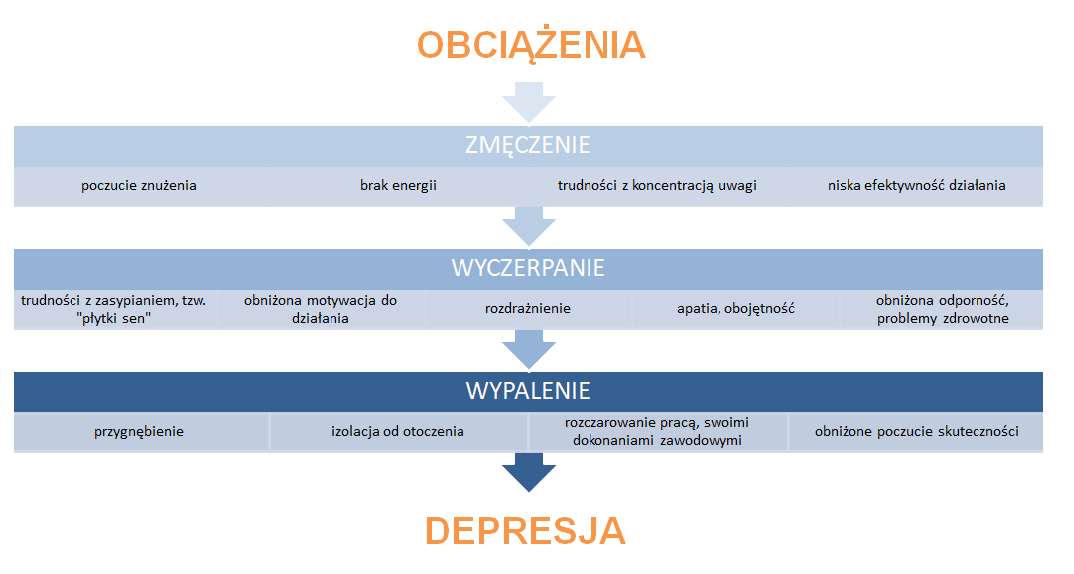 OBCIĄŻENIA
ZMĘCZENIE
poczucie znużenia
brak energii
trudności z koncentracją uwagi
niska efektywność działania
WYCZERPANIE
trudności z zasypianiem, tzw.
"płytki sen"
obniżona motywacja do
działania
rozdrażnienie
apatia, obojętność
obniżona odporność,
problemy zdrowotne
WYPALENIE
przygnębienie
izolacja od otoczenia
rozczarowanie pracą, swoimi
dokonaniami zawodowymi
obniżone poczucie skuteczności
DEPRESJA